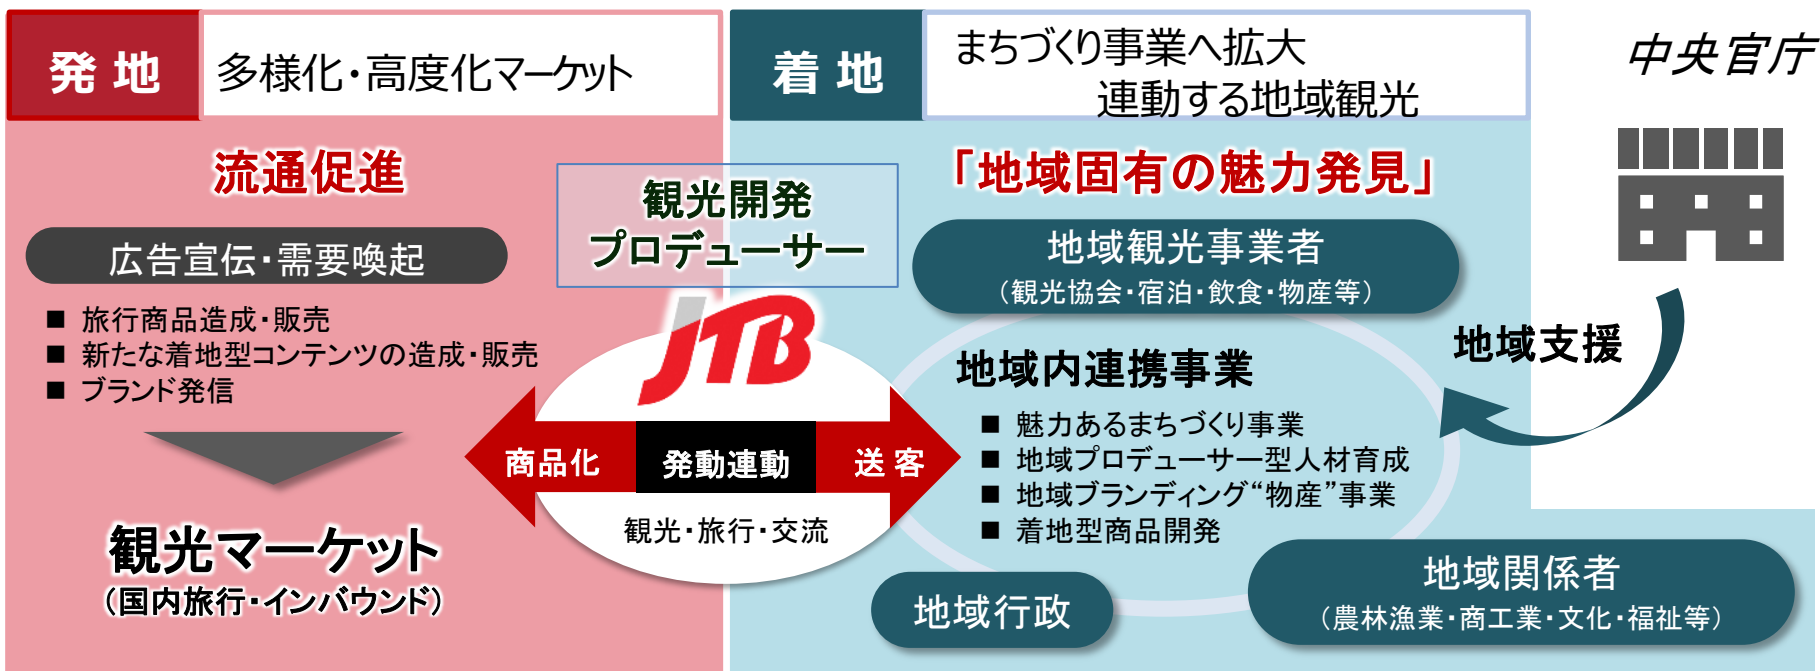 発 地
多様化・高度化マーケット
流通促進
広告宣伝・需要喚起
■ 旅行商品造成・販売
■ 新たな着地型コンテンツの造成・販売
■ ブランド発信
観光マーケット
（国内旅行・インバウンド）
観光開発
プロデューサー
JTB
商品化
発動連動
送 客
観光・旅行・交流
着 地
まちづくり事業へ拡大
連動する地域観光
「地域固有の魅力発見」
地域観光事業者
（観光協会・宿泊・飲食・物産等）
地域内連携事業
■ 魅力あるまちづくり事業
■ 地域プロデューサー型人材育成
■ 地域ブランディング“物産”事業
■ 着地型商品開発
地域行政
地域関係者
（農林漁業・商工業・文化・福祉等）
中央官庁
地域支援